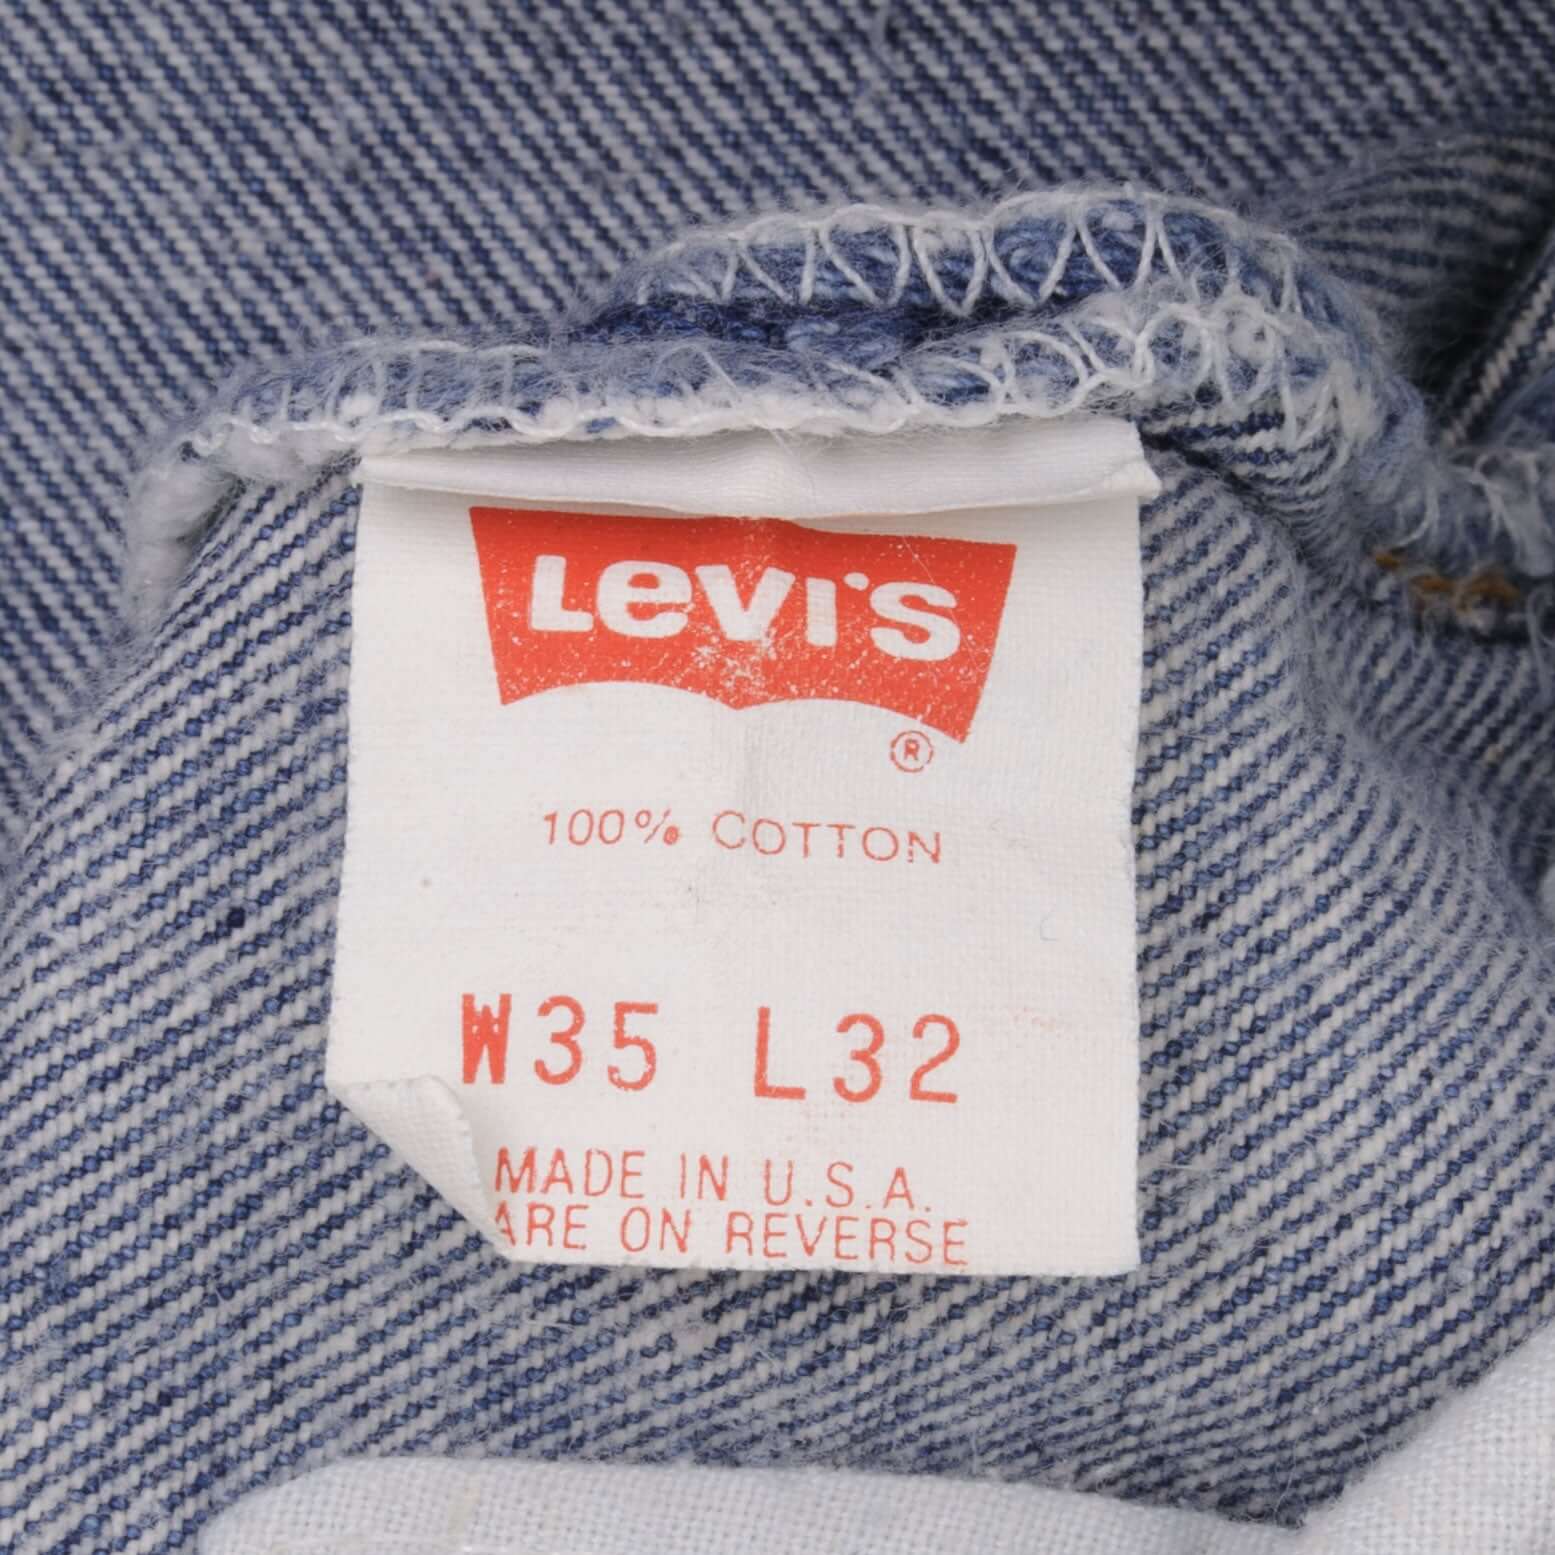 Levi's
®
100% COTTON
W35 L32
MADE IN U.S.A.
ARE ON REVERSE